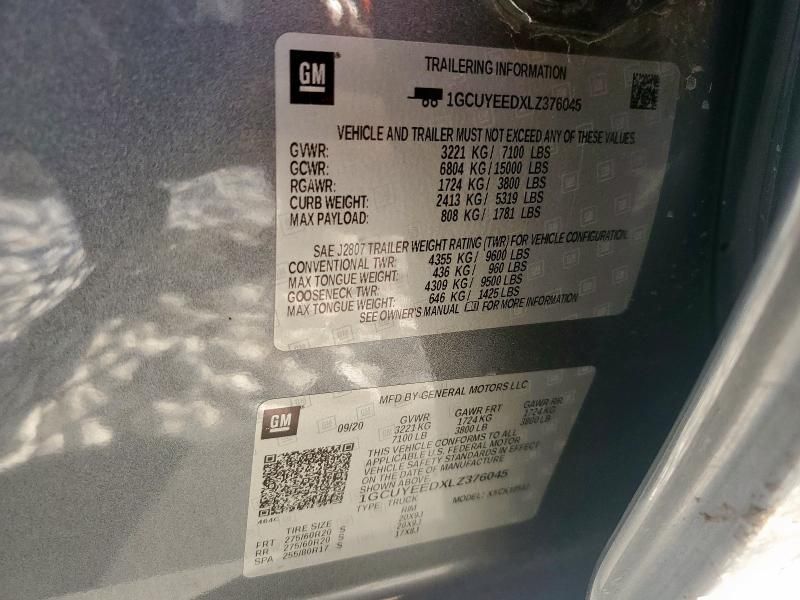 GM
TRAILERING INFORMATION
1GCUYEEDXLZ376045
VEHICLE AND TRAILER MUST NOT EXCEED ANY OF THESE VALUES.
GVWR: 3221 KG/ 7100 LBS
GCWR: 6804 KG/ 15000 LBS
RGAWR: 1724 KG/ 3800 LBS
CURB WEIGHT: 2413 KG/ 5319 LBS
MAX PAYLOAD: 808 KG/ 1781 LBS
SAE J2807 TRAILER WEIGHT RATING (TWR) FOR VEHICLE CONFIGURATION.
CONVENTIONAL TWR: 4355 KG/ 9600 LBS
MAX TONGUE WEIGHT: 436 KG/ 960 LBS
GOOSENECK TWR: 4309 KG/ 9500 LBS
MAX TONGUE WEIGHT: 646 KG/ 1425 LBS
SEE OWNER'S MANUAL FOR MORE INFORMATION
GM
MFD BY GENERAL MOTORS LLC
09/20 GVWR GAWR FRT GAWR RR
3221 KG 1724 KG 1724 KG
7100 LB 3800 LB 3800 LB
THIS VEHICLE CONFORMS TO ALL
APPLICABLE U.S. FEDERAL MOTOR
VEHICLE SAFETY STANDARDS IN EFFECT
ON THE DATE OF MANUFACTURE
SHOWN ABOVE.
1GCUYEEDXLZ376045
TYPE: TRUCK MODEL:
TIRE SIZE RIM
FRT 275/60R20 S 20X9J
RR 275/60R20 S 20X9J
SPA 255/80R17 S 17X8J